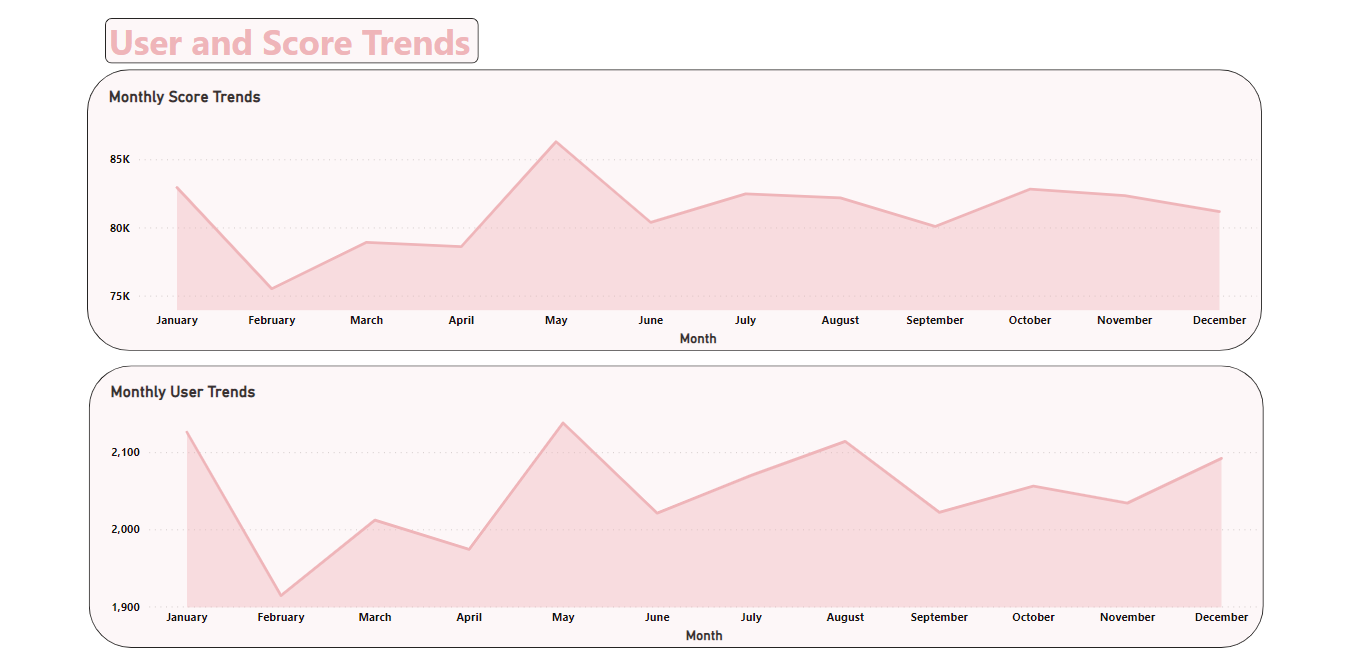 User and Score Trends
Monthly Score Trends
85K
80K
75K
January February March April May June July August September October November December
Month
Monthly User Trends
2,100
2,000
1,900
January February March April May June July August September October November December
Month